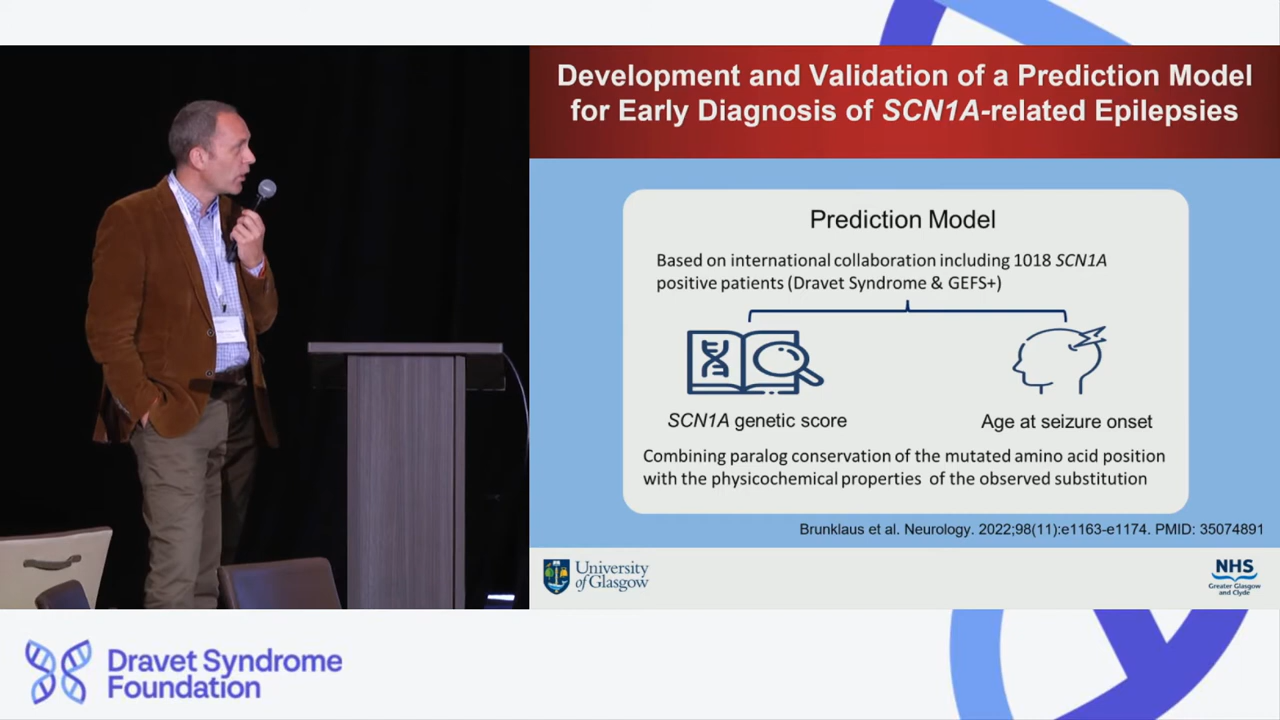 Development and Validation of a Prediction Model
for Early Diagnosis of SCN1A-related Epilepsies
Prediction Model
Based on international collaboration including 1018 SCN1A
positive patients (Dravet Syndrome & GEFS+)
SCN1A genetic score
Age at seizure onset
Combining paralog conservation of the mutated amino acid position
with the physicochemical properties of the observed substitution
Brunklaus et al. Neurology. 2022;98(11):e1163-e1174. PMID: 35074891
University
of Glasgow
NHS
Greater Glasgow
and Clyde
Dravet Syndrome
Foundation